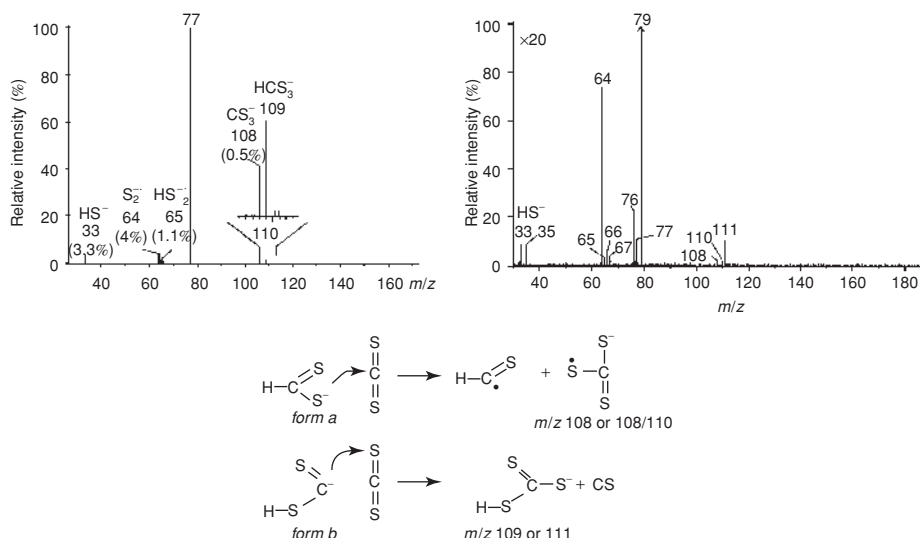 77
100
80
60
40
20
0
Relative intensity (%)
HCS3−
109
CS3−
108
(0.5%)
HS−
33
(3.3%)
S2−·
64
(4%)
HS−2
65
(1.1%)
110
40 60 80 100 120 140 160 m/z
79
100
80
60
40
20
0
Relative intensity (%)
×20
64
76
HS−
33 35
65
66
67
77
108
110
111
40 60 80 100 120 140 160 180
m/z
H C S S− S C S H C • S + S− • S C S
form a
m/z 108 or 108/110
S C− H S S C S S C S− H S + CS
form b
m/z 109 or 111